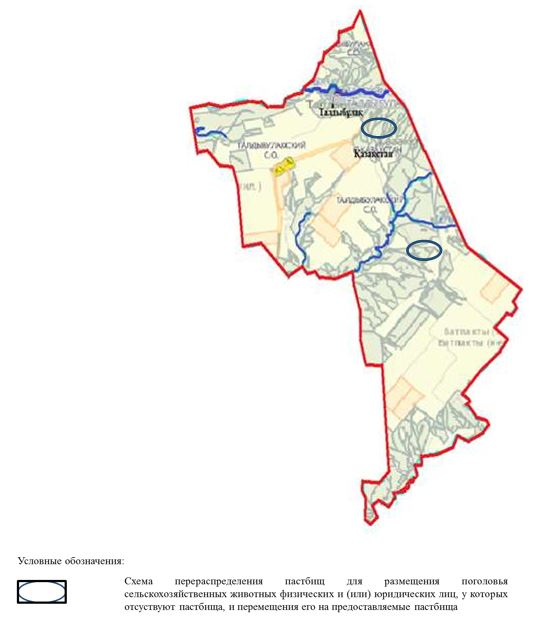 С.О.
Талдыбулак
Казахстан
ТАЛДЫБУЛАКСКИЙ
С.О.
ТАЛДЫБУЛАКСКИЙ
С.О.
Батпакты
Условные обозначения:
Схема перераспределения пастбищ для размещения поголовья
сельскохозяйственных животных физических и (или) юридических лиц, у которых
отсуствуют пастбища, и перемещения его на предоставляемые пастбища